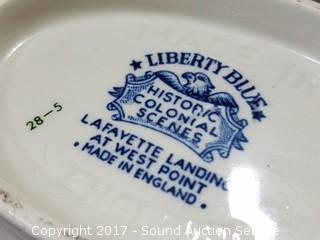 ★ LIBERTY BLUE ★
HISTORIC
COLONIAL
SCENES
LAFAYETTE LANDING
AT WEST POINT
• MADE IN ENGLAND •
28-5
Copyright 2017 - Sound Auction Service